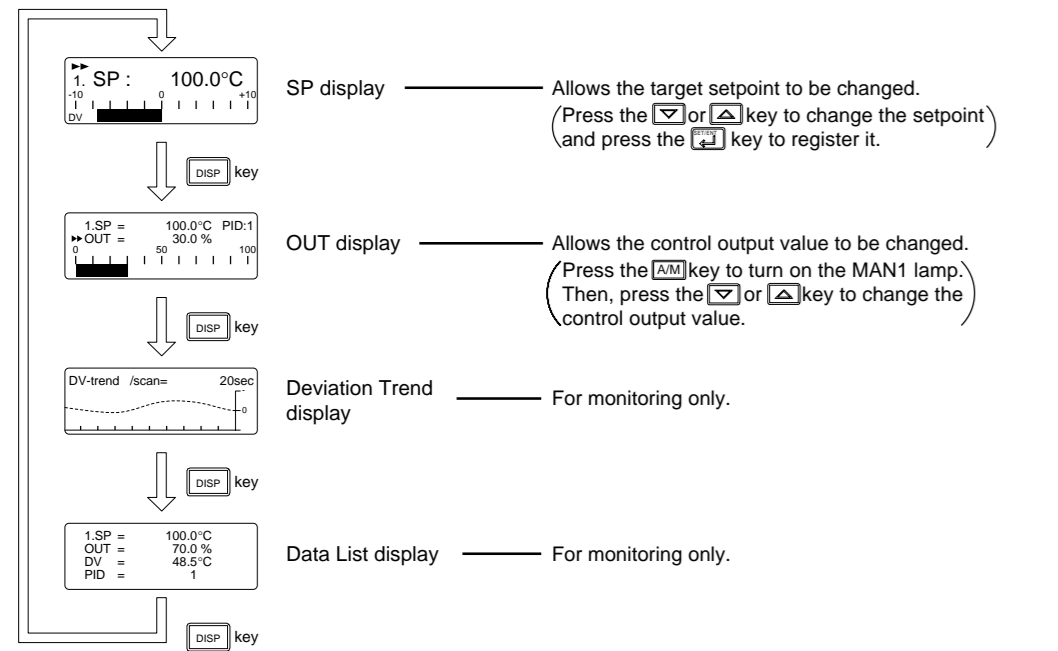 1. SP : 100.0°C
-10 0 +10
DV
SP display
Allows the target setpoint to be changed.
Press the or key to change the setpoint
and press the SET/ENT key to register it.
DISP key
1.SP = 100.0°C PID:1
OUT = 30.0 %
0 50 100
OUT display
Allows the control output value to be changed.
Press the A/M key to turn on the MAN1 lamp.
Then, press the or key to change the
control output value.
DISP key
DV-trend /scan= 20sec
0
Deviation Trend
display
For monitoring only.
DISP key
1.SP = 100.0°C
OUT = 70.0 %
DV = 48.5°C
PID = 1
Data List display
For monitoring only.
DISP key